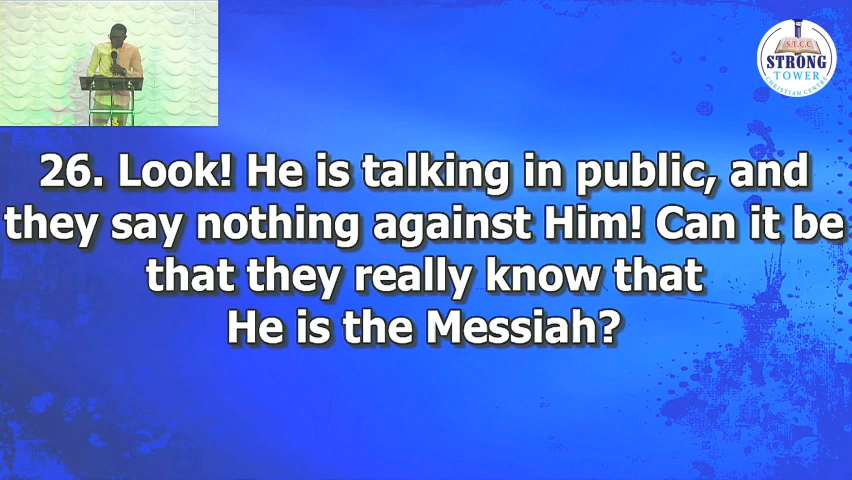 S.T.C.C
STRONG
TOWER
CHRISTIAN CENTRE
26. Look! He is talking in public, and
they say nothing against Him! Can it be
that they really know that
He is the Messiah?